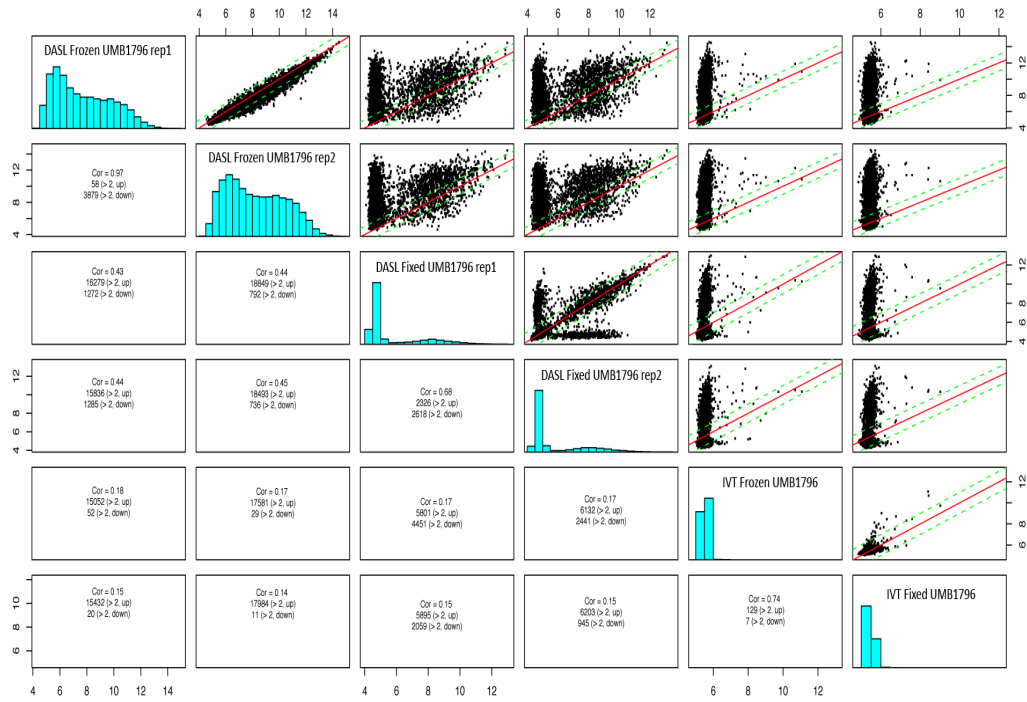 4 6 8 10 12 14
4 6 8 10 12
6 8 10 12
DASL Frozen UMB1796 rep1
4 8 12
Cor = 0.97
58 (> 2, up)
3879 (> 2, down)
DASL Frozen UMB1796 rep2
4 8 12
Cor = 0.43
16279 (> 2, up)
1272 (> 2, down)
Cor = 0.44
18849 (> 2, up)
792 (> 2, down)
DASL Fixed UMB1796 rep1
4 6 8 12
Cor = 0.44
15836 (> 2, up)
1285 (> 2, down)
Cor = 0.45
18493 (> 2, up)
736 (> 2, down)
Cor = 0.68
2326 (> 2, up)
2618 (> 2, down)
DASL Fixed UMB1796 rep2
4 6 8 12
Cor = 0.18
15052 (> 2, up)
52 (> 2, down)
Cor = 0.17
17581 (> 2, up)
29 (> 2, down)
Cor = 0.17
5801 (> 2, up)
4451 (> 2, down)
Cor = 0.17
6132 (> 2, up)
2441 (> 2, down)
IVT Frozen UMB1796
6 8 12
Cor = 0.15
15432 (> 2, up)
20 (> 2, down)
Cor = 0.14
17984 (> 2, up)
11 (> 2, down)
Cor = 0.15
5895 (> 2, up)
2059 (> 2, down)
Cor = 0.15
6203 (> 2, up)
945 (> 2, down)
Cor = 0.74
129 (> 2, up)
7 (> 2, down)
IVT Fixed UMB1796
6 8 10
4 6 8 10 12 14
4 6 8 10 12
6 8 10 12